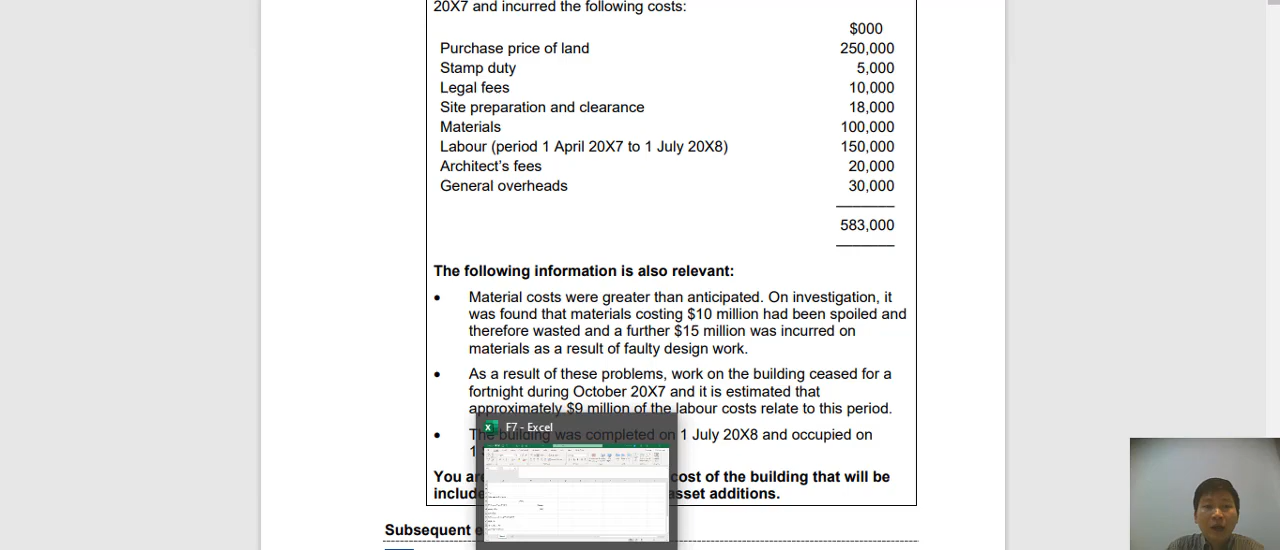 20X7 and incurred the following costs:
$000
Purchase price of land 250,000
Stamp duty 5,000
Legal fees 10,000
Site preparation and clearance 18,000
Materials 100,000
Labour (period 1 April 20X7 to 1 July 20X8) 150,000
Architect's fees 20,000
General overheads 30,000
583,000
The following information is also relevant:
• Material costs were greater than anticipated. On investigation, it
was found that materials costing $10 million had been spoiled and
therefore wasted and a further $15 million was incurred on
materials as a result of faulty design work.
• As a result of these problems, work on the building ceased for a
fortnight during October 20X7 and it is estimated that
approximately $9 million of the labour costs relate to this period.
F7 - Excel
• The building was completed on 1 July 20X8 and occupied on
1
You ar cost of the building that will be
include asset additions.
Subsequent